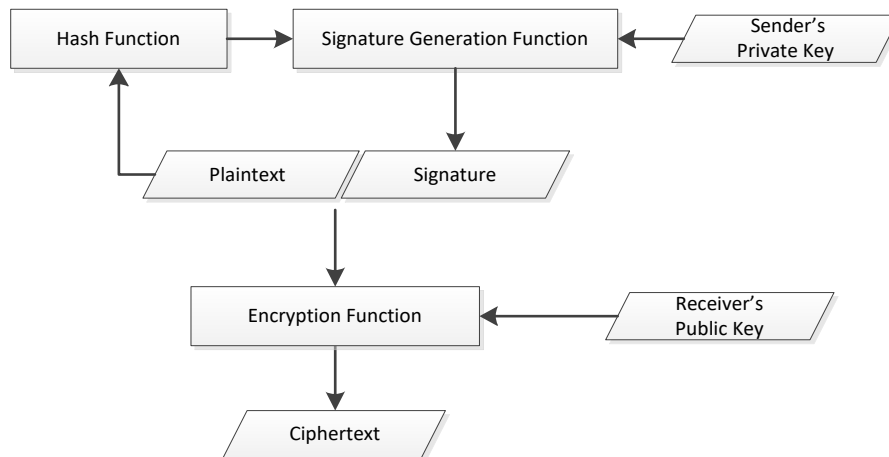 Hash Function
Signature Generation Function
Sender's
Private Key
Plaintext
Signature
Encryption Function
Receiver's
Public Key
Ciphertext